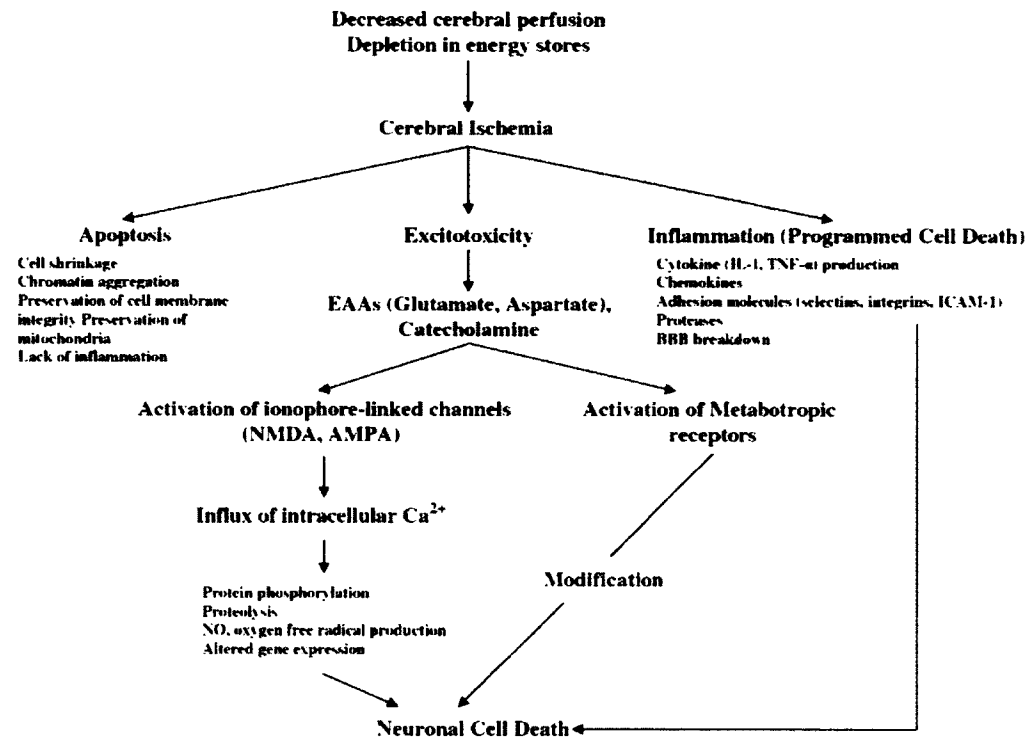 Decreased cerebral perfusion
Depletion in energy stores
Cerebral Ischemia
Apoptosis
Cell shrinkage
Chromatin aggregation
Preservation of cell membrane
integrity Preservation of
mitochondria
Lack of inflammation
Excitotoxicity
EAAs (Glutamate, Aspartate),
Catecholamine
Inflammation (Programmed Cell Death)
Cytokine (IL-1, TNF-α) production
Chemokines
Adhesion molecules (selectins, integrins, ICAM-1)
Proteases
BBB breakdown
Activation of ionophore-linked channels
(NMDA, AMPA)
Activation of Metabotropic
receptors
Influx of intracellular Ca²⁺
Modification
Protein phosphorylation
Proteolysis
NO, oxygen free radical production
Altered gene expression
Neuronal Cell Death